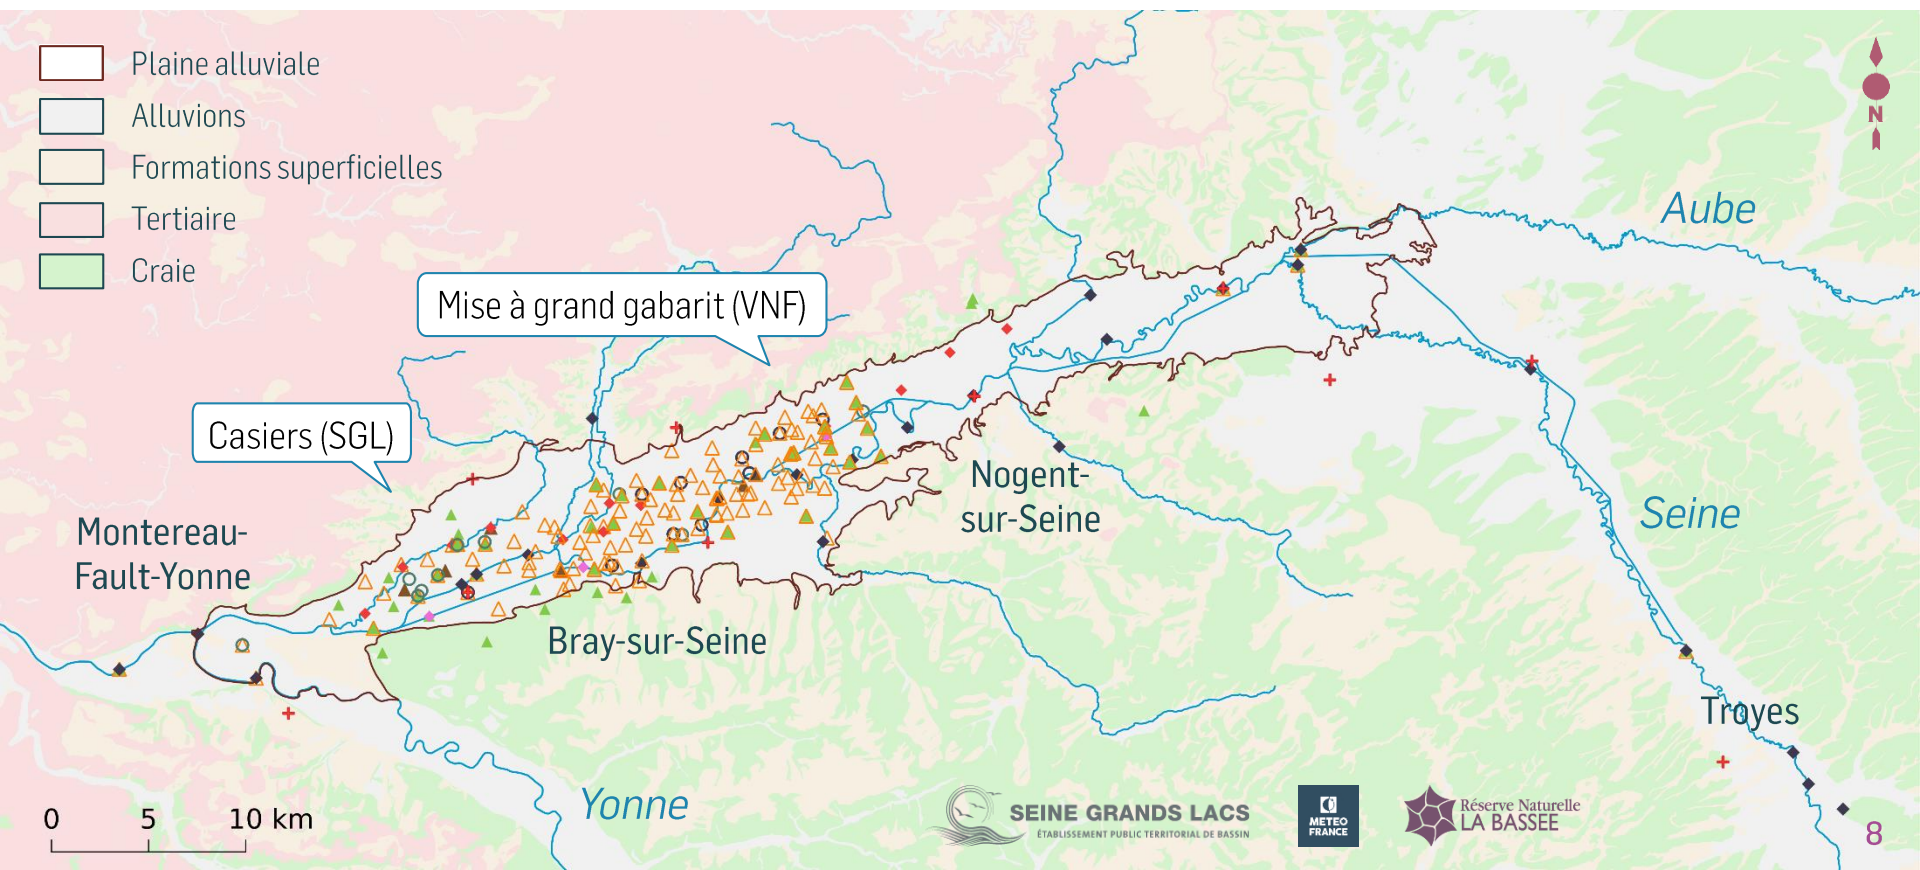 Plaine alluviale
Alluvions
Formations superficielles
Tertiaire
Craie
N
Aube
Mise à grand gabarit (VNF)
Casiers (SGL)
Nogent-
sur-Seine
Montereau-
Fault-Yonne
Seine
Bray-sur-Seine
Troyes
Yonne
0 5 10 km
SEINE GRANDS LACS
ÉTABLISSEMENT PUBLIC TERRITORIAL DE BASSIN
METEO
FRANCE
Réserve Naturelle
LA BASSEE
8